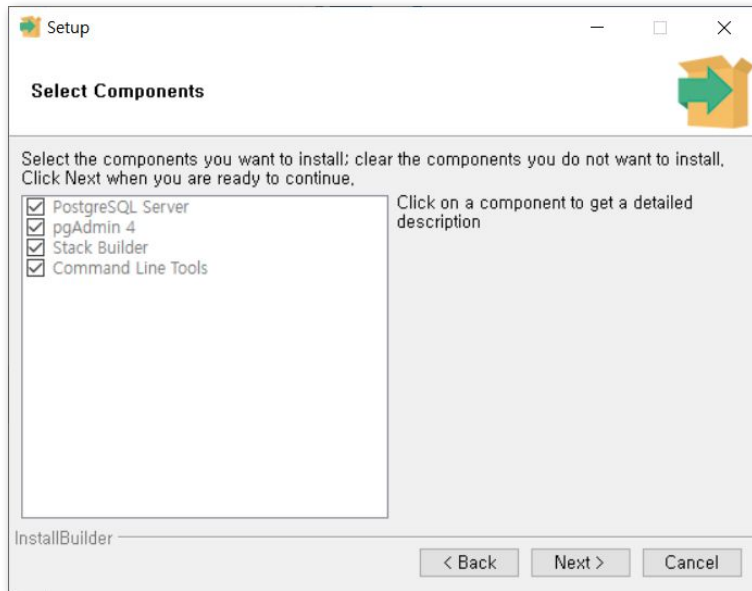 Setup
Select Components
Select the components you want to install; clear the components you do not want to install.
Click Next when you are ready to continue.
PostgreSQL Server
pgAdmin 4
Stack Builder
Command Line Tools
Click on a component to get a detailed
description
InstallBuilder
< Back
Next >
Cancel